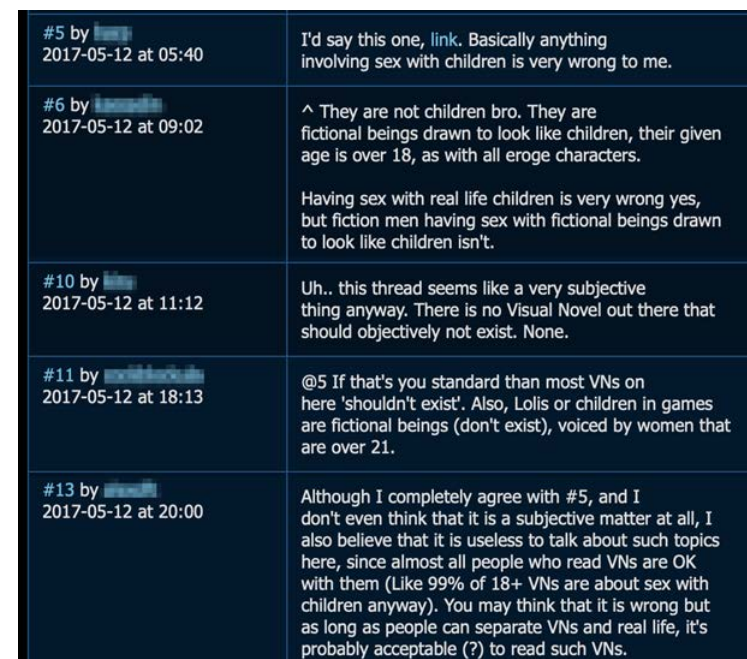 #5 by
2017-05-12 at 05:40
I'd say this one, link. Basically anything
involving sex with children is very wrong to me.
#6 by
2017-05-12 at 09:02
^ They are not children bro. They are
fictional beings drawn to look like children, their given
age is over 18, as with all eroge characters.
Having sex with real life children is very wrong yes,
but fiction men having sex with fictional beings drawn
to look like children isn't.
#10 by
2017-05-12 at 11:12
Uh.. this thread seems like a very subjective
thing anyway. There is no Visual Novel out there that
should objectively not exist. None.
#11 by
2017-05-12 at 18:13
@5 If that's you standard than most VNs on
here 'shouldn't exist'. Also, Lolis or children in games
are fictional beings (don't exist), voiced by women that
are over 21.
#13 by
2017-05-12 at 20:00
Although I completely agree with #5, and I
don't even think that it is a subjective matter at all, I
also believe that it is useless to talk about such topics
here, since almost all people who read VNs are OK
with them (Like 99% of 18+ VNs are about sex with
children anyway). You may think that it is wrong but
as long as people can separate VNs and real life, it's
probably acceptable (?) to read such VNs.